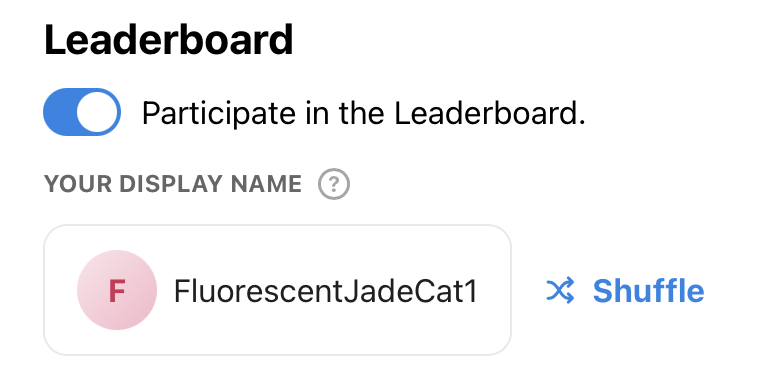 Leaderboard
Participate in the Leaderboard.
YOUR DISPLAY NAME ?
F FluorescentJadeCat1 Shuffle